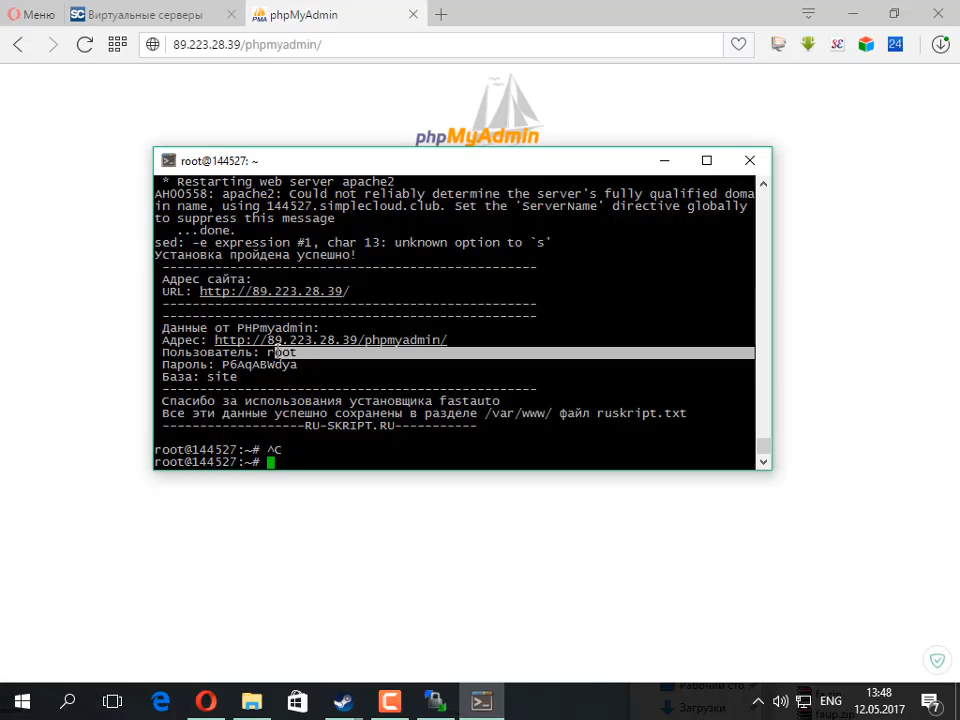 Меню
Виртуальные серверы
phpMyAdmin
89.223.28.39/phpmyadmin/
24
phpMyAdmin
root@144527: ~
* Restarting web server apache2
AH00558: apache2: Could not reliably determine the server's fully qualified doma
in name, using 144527.simplecloud.club. Set the 'ServerName' directive globally
to suppress this message
...done.
sed: -e expression #1, char 13: unknown option to `s'
Установка пройдена успешно!
--------------------------------------------------
Адрес сайта:
URL: http://89.223.28.39/
--------------------------------------------------
--------------------------------------------------
Данные от PHPmyadmin:
Адрес: http://89.223.28.39/phpmyadmin/
Пользователь: root
Пароль: P6AqABWdya
База: site
--------------------------------------------------
Спасибо за использования установщика fastauto
Все эти данные успешно сохранены в разделе /var/www/ файл ruskript.txt
-------------------RU-SKRIPT.RU-----------
root@144527:~# ^C
root@144527:~#
Рабочий сто
Загрузки
faup.zip
ENG
13:48
12.05.2017
7